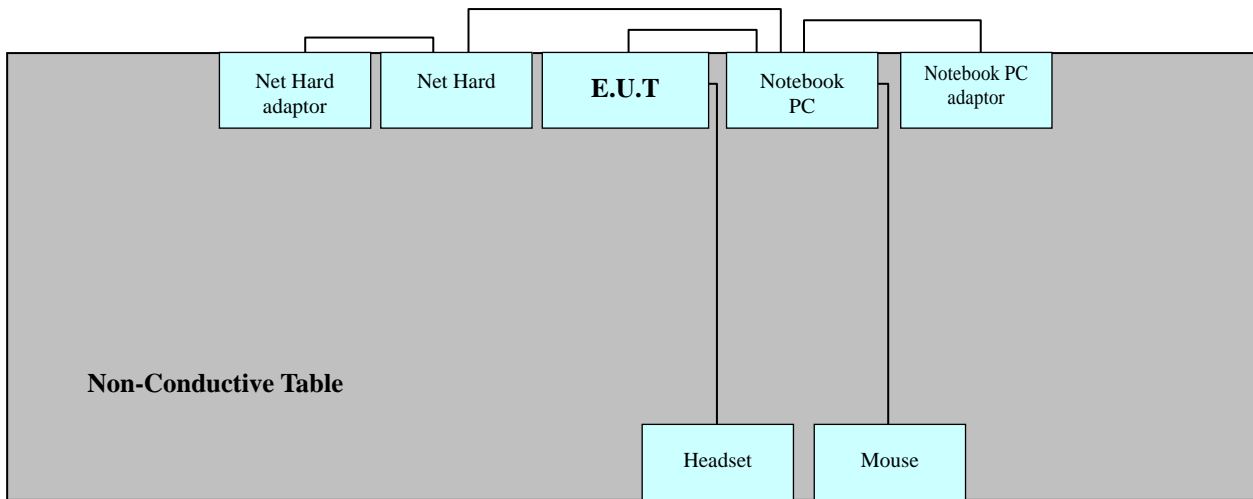 Net Hard
adaptor
Net Hard
E.U.T
Notebook
PC
Notebook PC
adaptor
Non-Conductive Table
Headset
Mouse